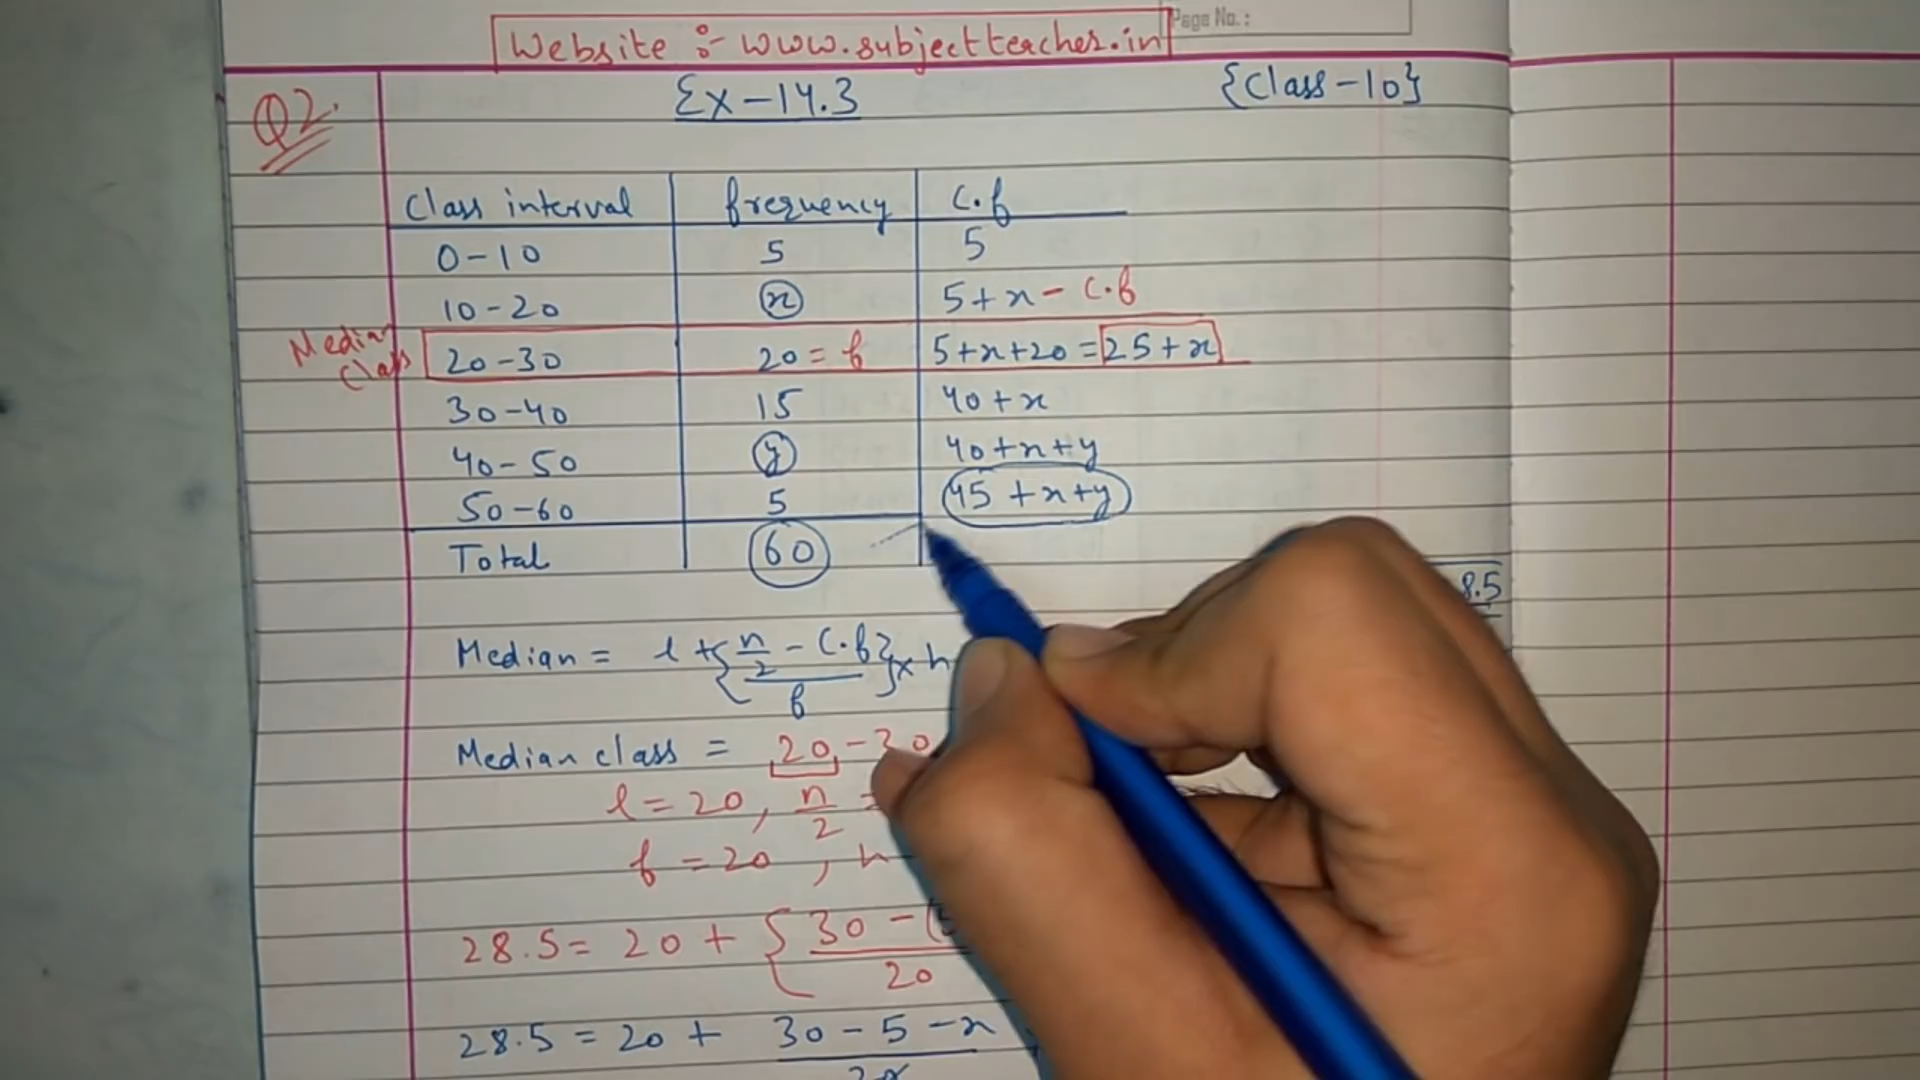 Page No. :
Website :- www.subjectteacher.in
Q2.
Ex-14.3
{Class-10}
Class interval frequency C.f
0-10 5 5
10-20 x 5+x - C.f
Median Class
20-30 20 = f 5+x+20 = 25+x
30-40 15 40+x
40-50 y 40+x+y
50-60 5 45+x+y
Total 60
8.5
Median = l + { n/2 - C.f / f } × h
Median class = 20-30
l = 20, n/2 =
f = 20, h
28.5 = 20 + { 30 - ( / 20
28.5 = 20 + 30-5-x / 20